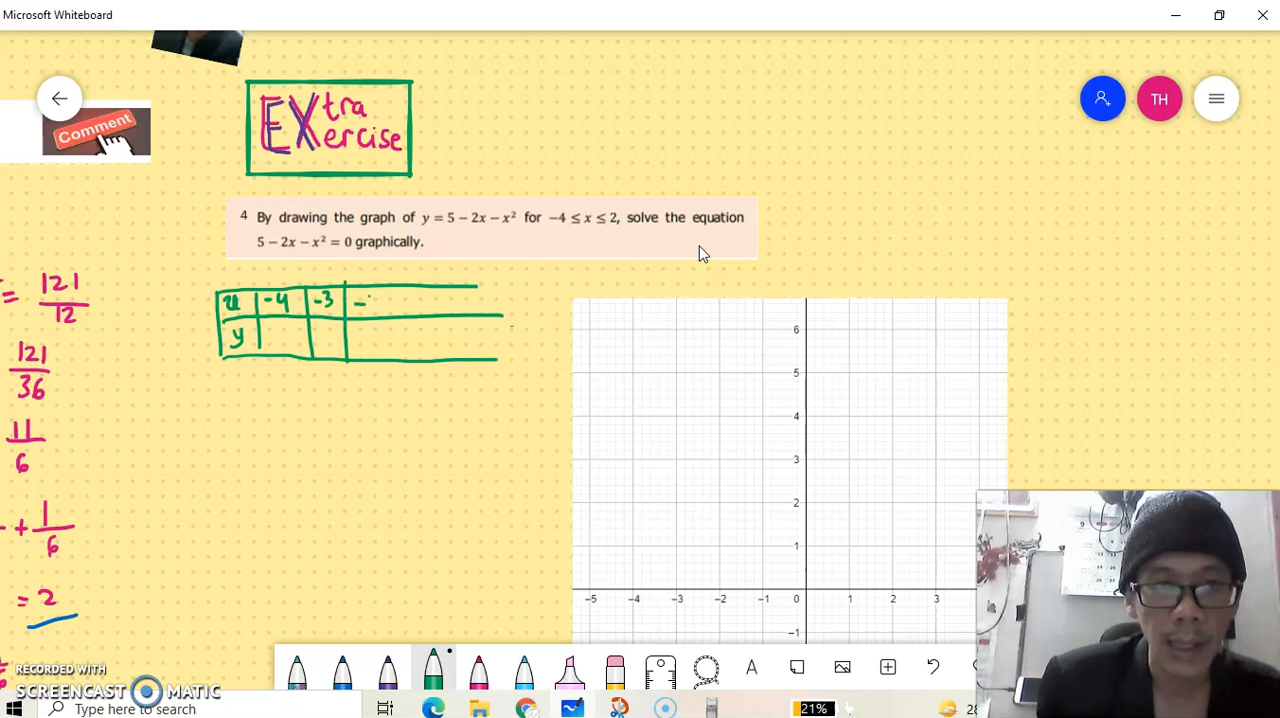 Microsoft Whiteboard
Comment
EXtra
Exercise
TH
4 By drawing the graph of y = 5 − 2x − x² for −4 ≤ x ≤ 2, solve the equation
5 − 2x − x² = 0 graphically.
= 121/12
121/36
11/6
+ 1/6
= 2
x -4 -3 -
y
6
5
4
3
2
1
-5 -4 -3 -2 -1 0 1 2 3
-1
9
A
RECORDED WITH
SCREENCAST MATIC
Type here to search
21%
28